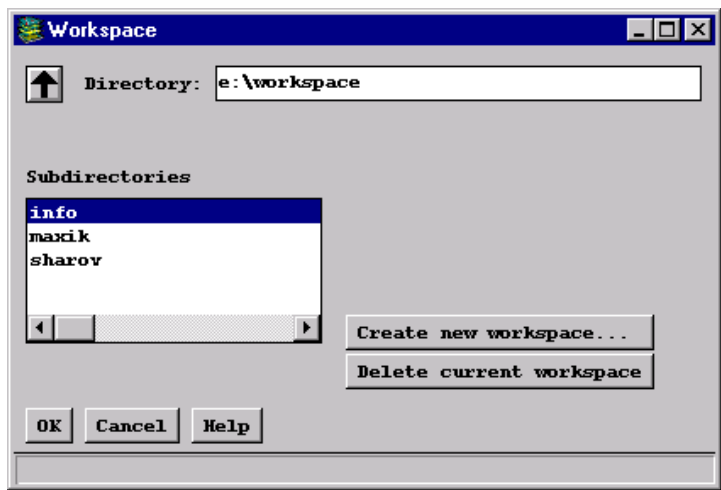 Workspace
Directory: e:\workspace
Subdirectories
info
maxik
sharov
Create new workspace...
Delete current workspace
OK Cancel Help